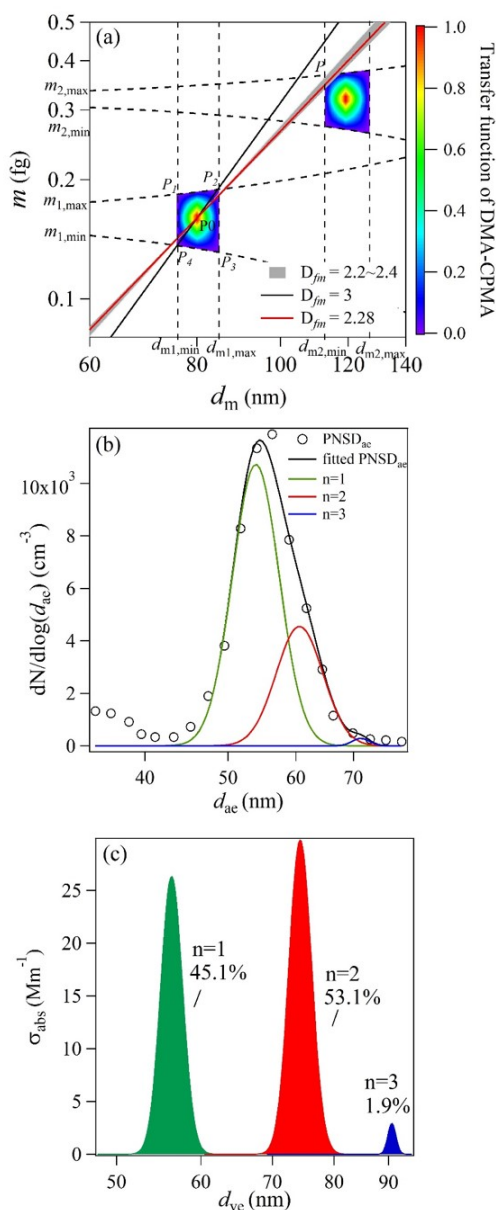 (a)
0.5
0.4
0.3
0.2
0.1
m (fg)
m2,max
m2,min
m1,max
m1,min
P
P1
P2
P0
P4
P3
Dfm = 2.2~2.4
Dfm = 3
Dfm = 2.28
dm1,min
dm1,max
dm2,min
dm2,max
60
80
100
120
140
dm (nm)
1.0
0.8
0.6
0.4
0.2
0.0
Transfer function of DMA-CPMA
(b)
PNSDae
fitted PNSDae
n=1
n=2
n=3
10x10³
8
6
4
2
0
dN/dlog(dae) (cm-3)
40
50
60
70
dae (nm)
(c)
25
20
15
10
5
0
σabs (Mm-1)
n=1
45.1%
n=2
53.1%
n=3
1.9%
50
60
70
80
90
dve (nm)